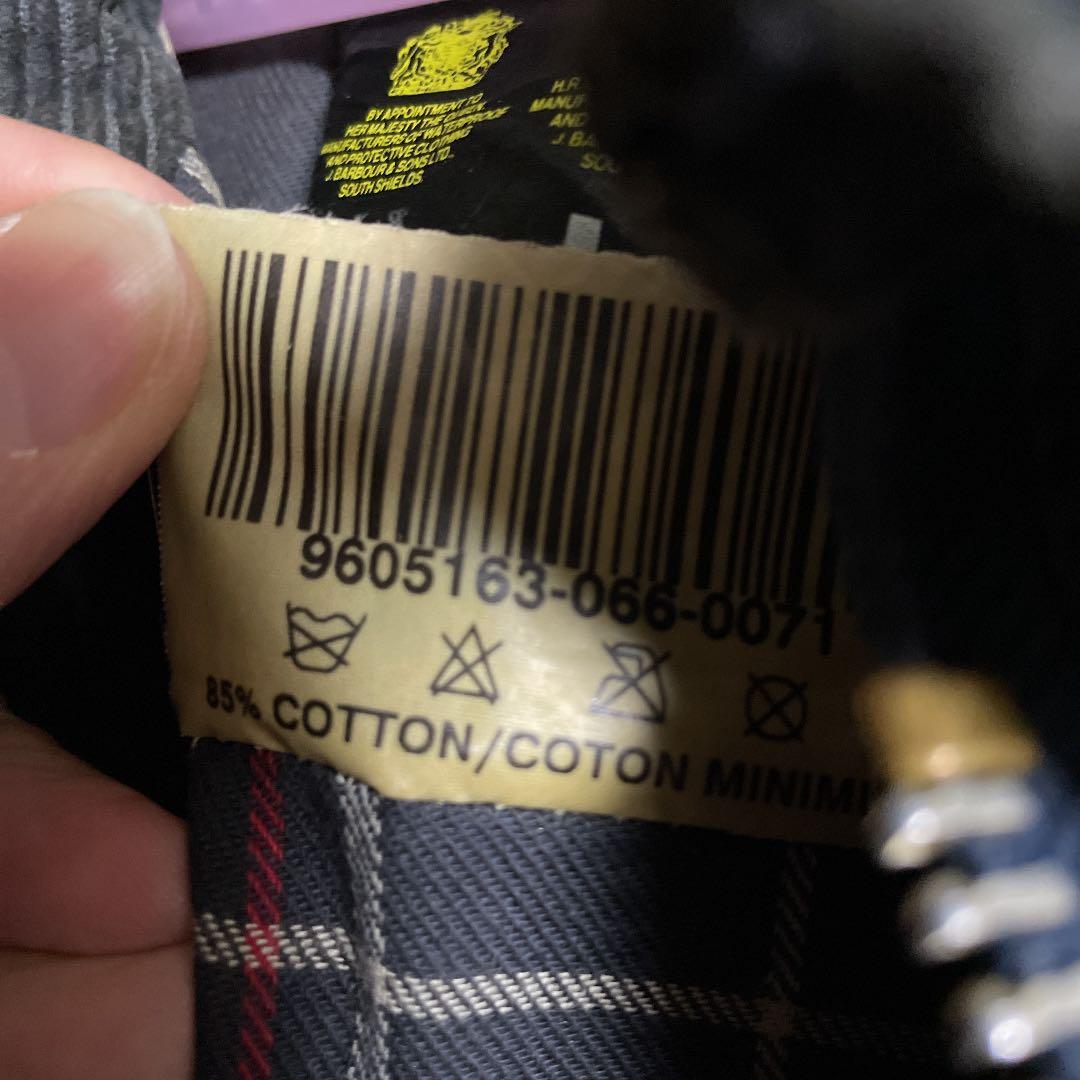 BY APPOINTMENT TO
HER MAJESTY THE QUEEN.
MANUFACTURERS OF WATERPROOF
AND PROTECTIVE CLOTHING
J. BARBOUR & SONS LTD.,
SOUTH SHIELDS.
H.R.
AND
9605163-066-0071
85% COTTON/COTON